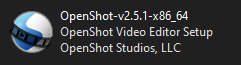 OpenShot-v2.5.1-x86_64
OpenShot Video Editor Setup
OpenShot Studios, LLC